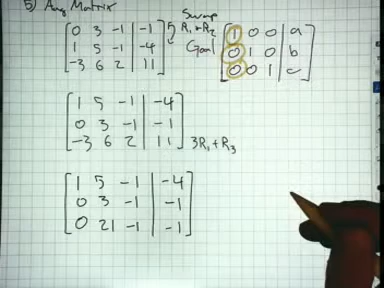 5) Aug Matrix
Swap
R1 + R2
Goal
0 3 -1 | -1
1 5 -1 | -4
-3 6 2 | 11
1 0 0 | a
0 1 0 | b
0 0 1 | c
1 5 -1 | -4
0 3 -1 | -1
-3 6 2 | 11
3R1 + R3
1 5 -1 | -4
0 3 -1 | -1
0 21 -1 | -1